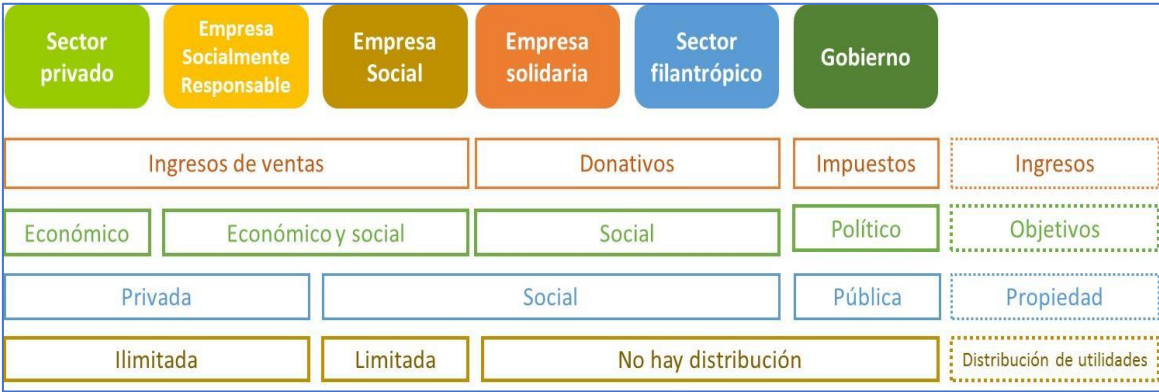 Sector
privado
Empresa
Socialmente
Responsable
Empresa
Social
Empresa
solidaria
Sector
filantrópico
Gobierno
Ingresos de ventas
Donativos
Impuestos
Ingresos
Económico
Económico y social
Social
Político
Objetivos
Privada
Social
Pública
Propiedad
Ilimitada
Limitada
No hay distribución
Distribución de utilidades